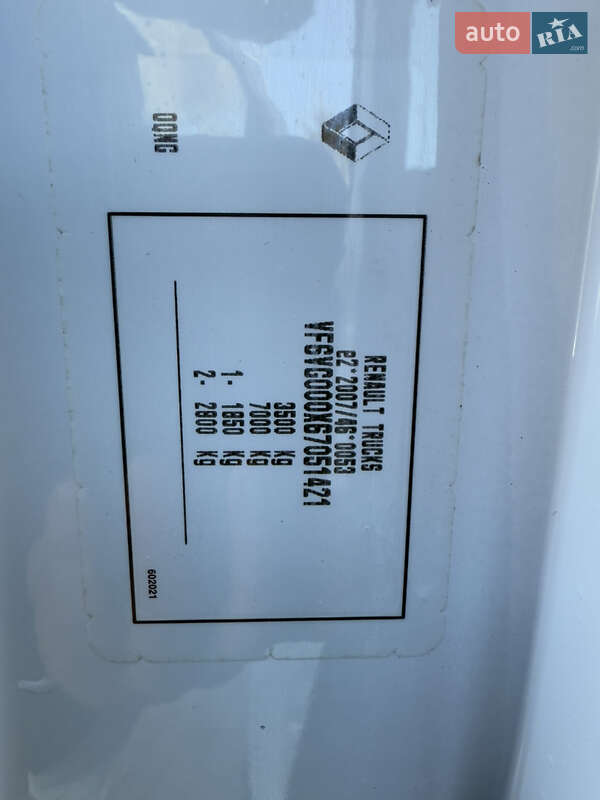 auto RIA
.com
RENAULT TRUCKS
e2*2007/46*0053
VF6VG000X67051421
3500 kg
7000 kg
1- 1850 kg
2- 2800 kg
602021